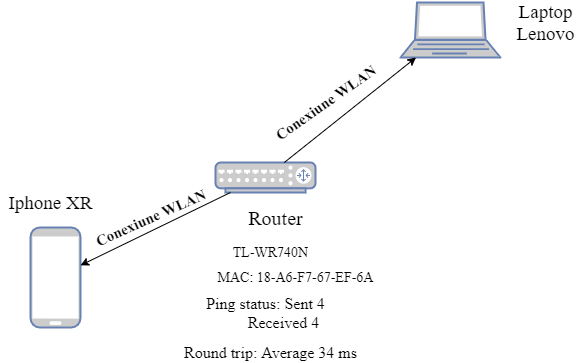 Laptop
Lenovo
Conexiune WLAN
Iphone XR
Conexiune WLAN
Router
TL-WR740N
MAC: 18-A6-F7-67-EF-6A
Ping status: Sent 4
Received 4
Round trip: Average 34 ms